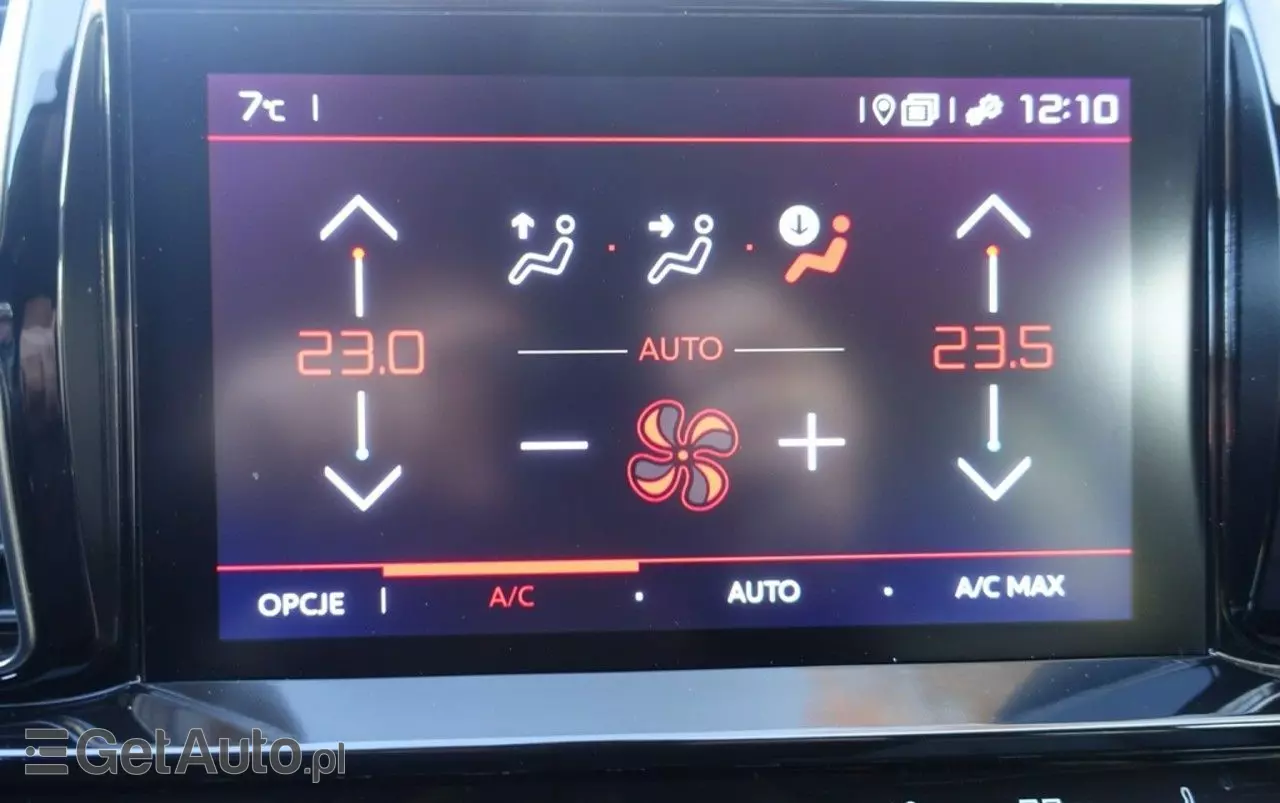 7°C
12:10
23.0
AUTO
23.5
OPCJE
A/C
AUTO
A/C MAX
GetAuto.pl